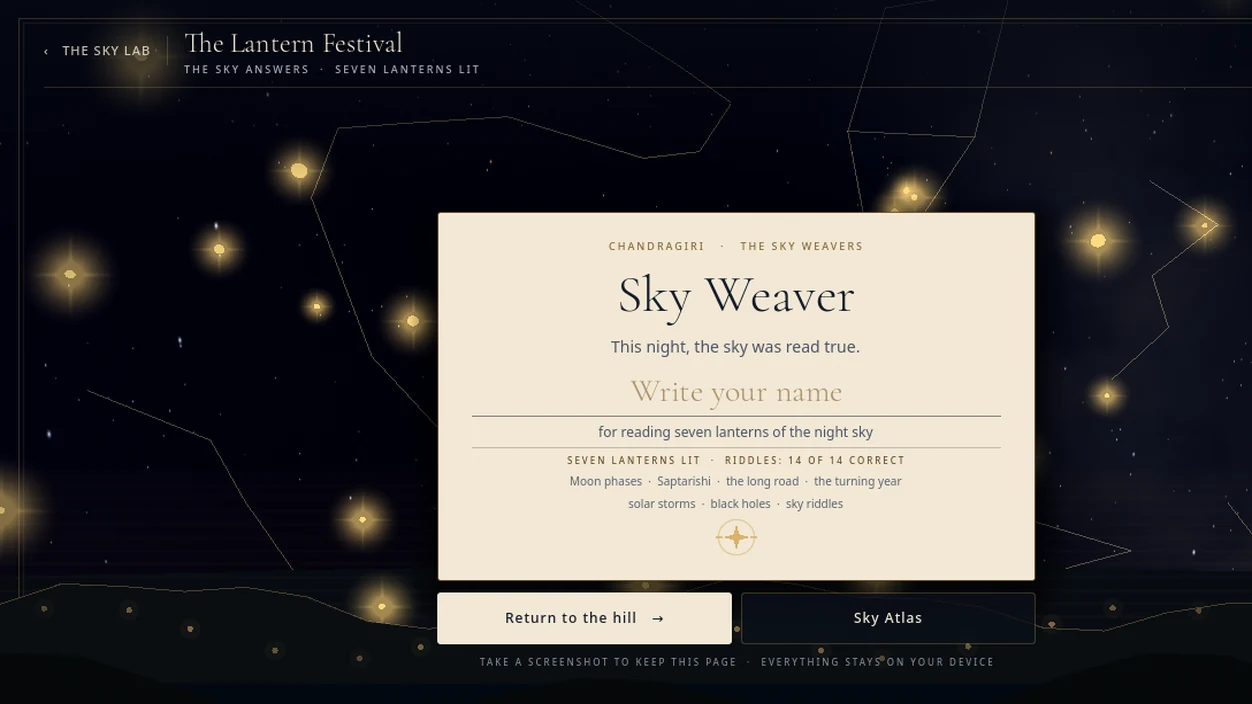 ‹ THE SKY LAB
The Lantern Festival
THE SKY ANSWERS · SEVEN LANTERNS LIT
CHANDRAGIRI · THE SKY WEAVERS
Sky Weaver
This night, the sky was read true.
Write your name
for reading seven lanterns of the night sky
SEVEN LANTERNS LIT · RIDDLES: 14 OF 14 CORRECT
Moon phases · Saptarishi · the long road · the turning year
solar storms · black holes · sky riddles
Return to the hill →
Sky Atlas
TAKE A SCREENSHOT TO KEEP THIS PAGE · EVERYTHING STAYS ON YOUR DEVICE